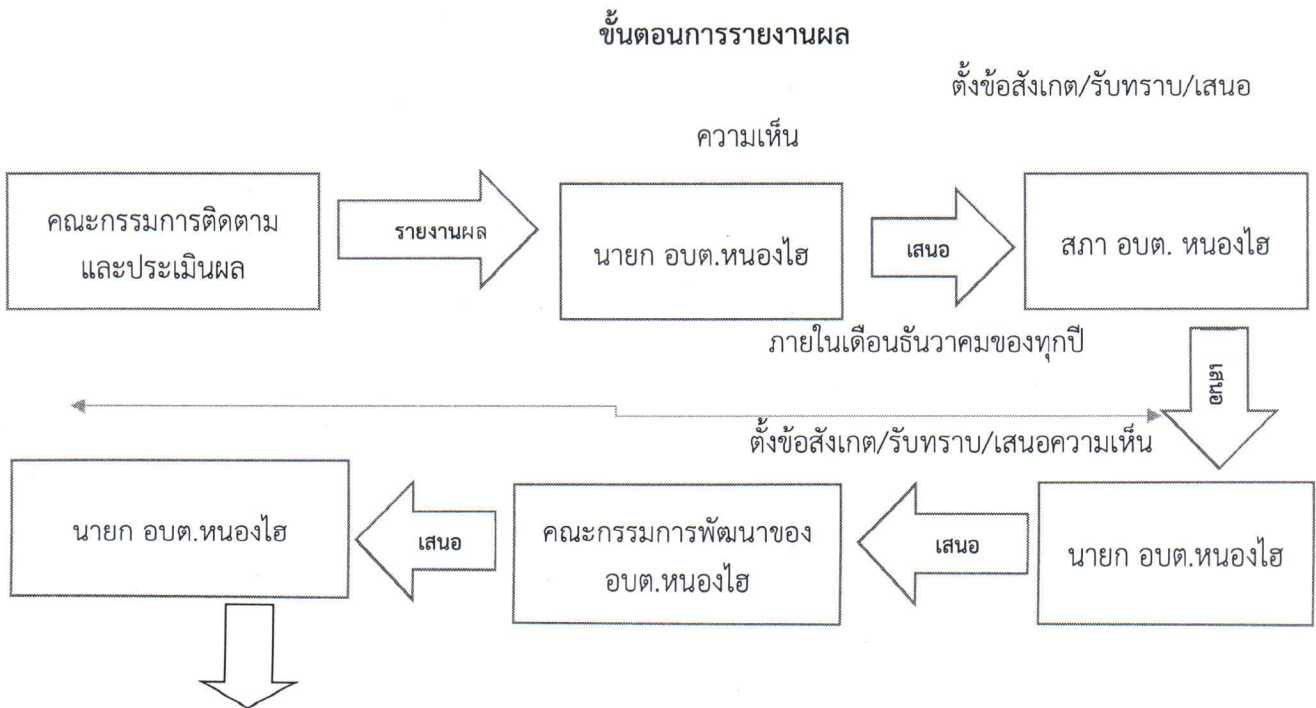 ขั้นตอนการรายงานผล
ตั้งข้อสังเกต/รับทราบ/เสนอ
ความเห็น
คณะกรรมการติดตาม
และประเมินผล
รายงานผล
นายก อบต.หนองไฮ
เสนอ
สภา อบต. หนองไฮ
ภายในเดือนธันวาคมของทุกปี
เสนอ
ตั้งข้อสังเกต/รับทราบ/เสนอความเห็น
นายก อบต.หนองไฮ
เสนอ
คณะกรรมการพัฒนาของ
อบต.หนองไฮ
เสนอ
นายก อบต.หนองไฮ